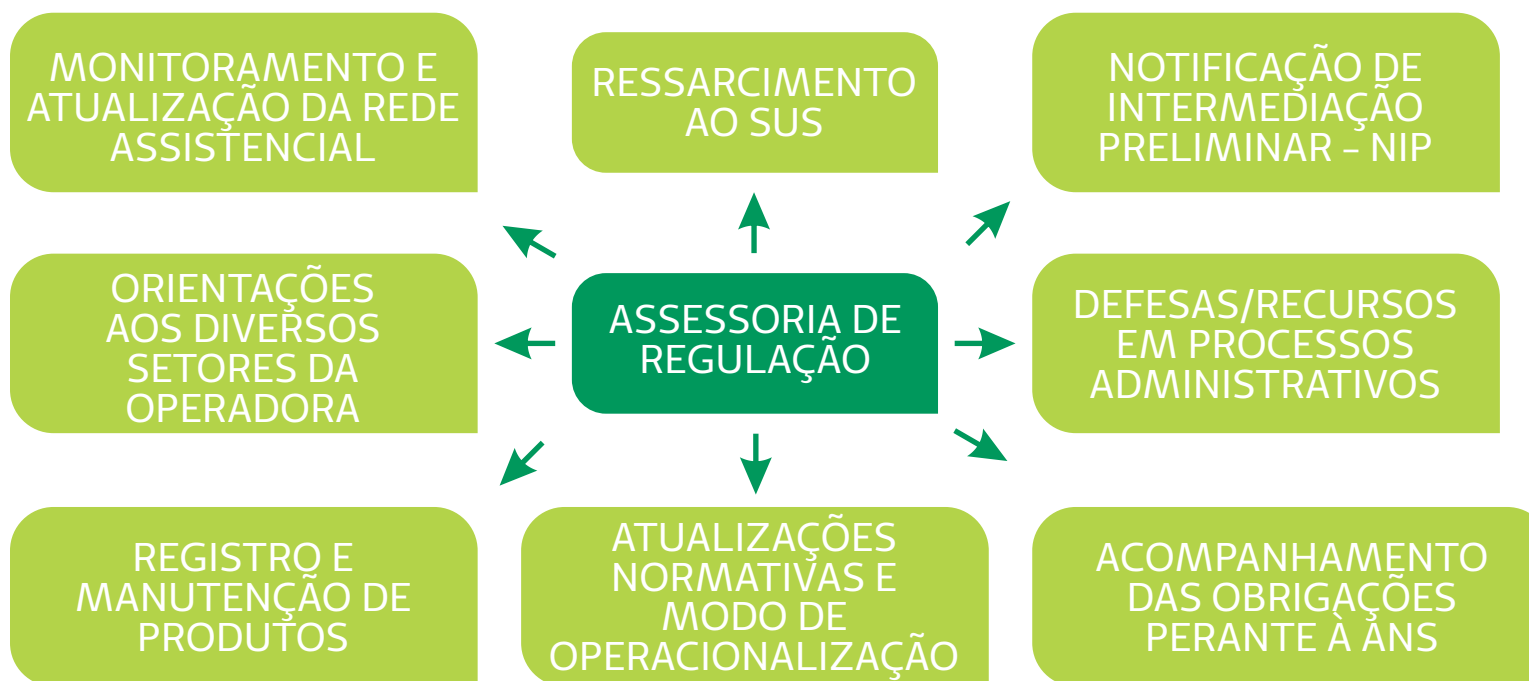 MONITORAMENTO E
ATUALIZAÇÃO DA REDE
ASSISTENCIAL
RESSARCIMENTO
AO SUS
NOTIFICAÇÃO DE
INTERMEDIAÇÃO
PRELIMINAR – NIP
ORIENTAÇÕES
AOS DIVERSOS
SETORES DA
OPERADORA
ASSESSORIA DE
REGULAÇÃO
DEFESAS/RECURSOS
EM PROCESSOS
ADMINISTRATIVOS
REGISTRO E
MANUTENÇÃO DE
PRODUTOS
ATUALIZAÇÕES
NORMATIVAS E
MODO DE
OPERACIONALIZAÇÃO
ACOMPANHAMENTO
DAS OBRIGAÇÕES
PERANTE À ANS